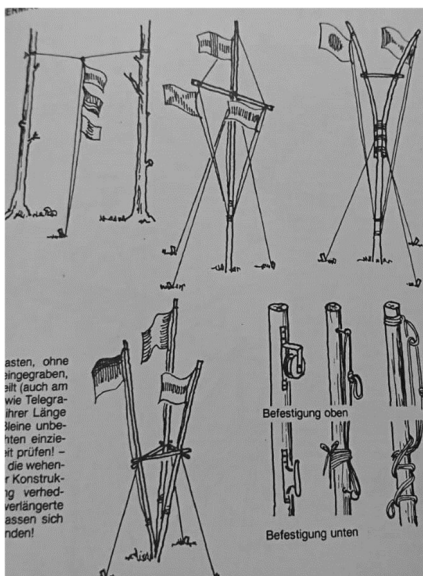 asten, ohne
eingegraben,
eilt (auch am
wie Telegra-
ihrer Länge
Bleine unbe-
hten einzie-
eit prüfen! –
die wehen-
r Konstruk-
ng verhed-
verlängerte
assen sich
nden!
Befestigung oben
Befestigung unten